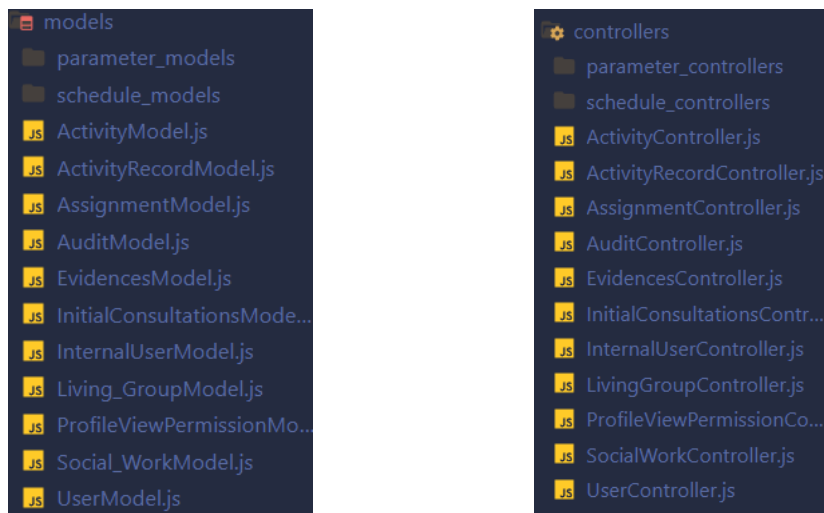 models
parameter_models
schedule_models
JS ActivityModel.js
JS ActivityRecordModel.js
JS AssignmentModel.js
JS AuditModel.js
JS EvidencesModel.js
JS InitialConsultationsMode...
JS InternalUserModel.js
JS Living_GroupModel.js
JS ProfileViewPermissionMo...
JS Social_WorkModel.js
JS UserModel.js
controllers
parameter_controllers
schedule_controllers
JS ActivityController.js
JS ActivityRecordController.js
JS AssignmentController.js
JS AuditController.js
JS EvidencesController.js
JS InitialConsultationsContr...
JS InternalUserController.js
JS LivingGroupController.js
JS ProfileViewPermissionCo...
JS SocialWorkController.js
JS UserController.js